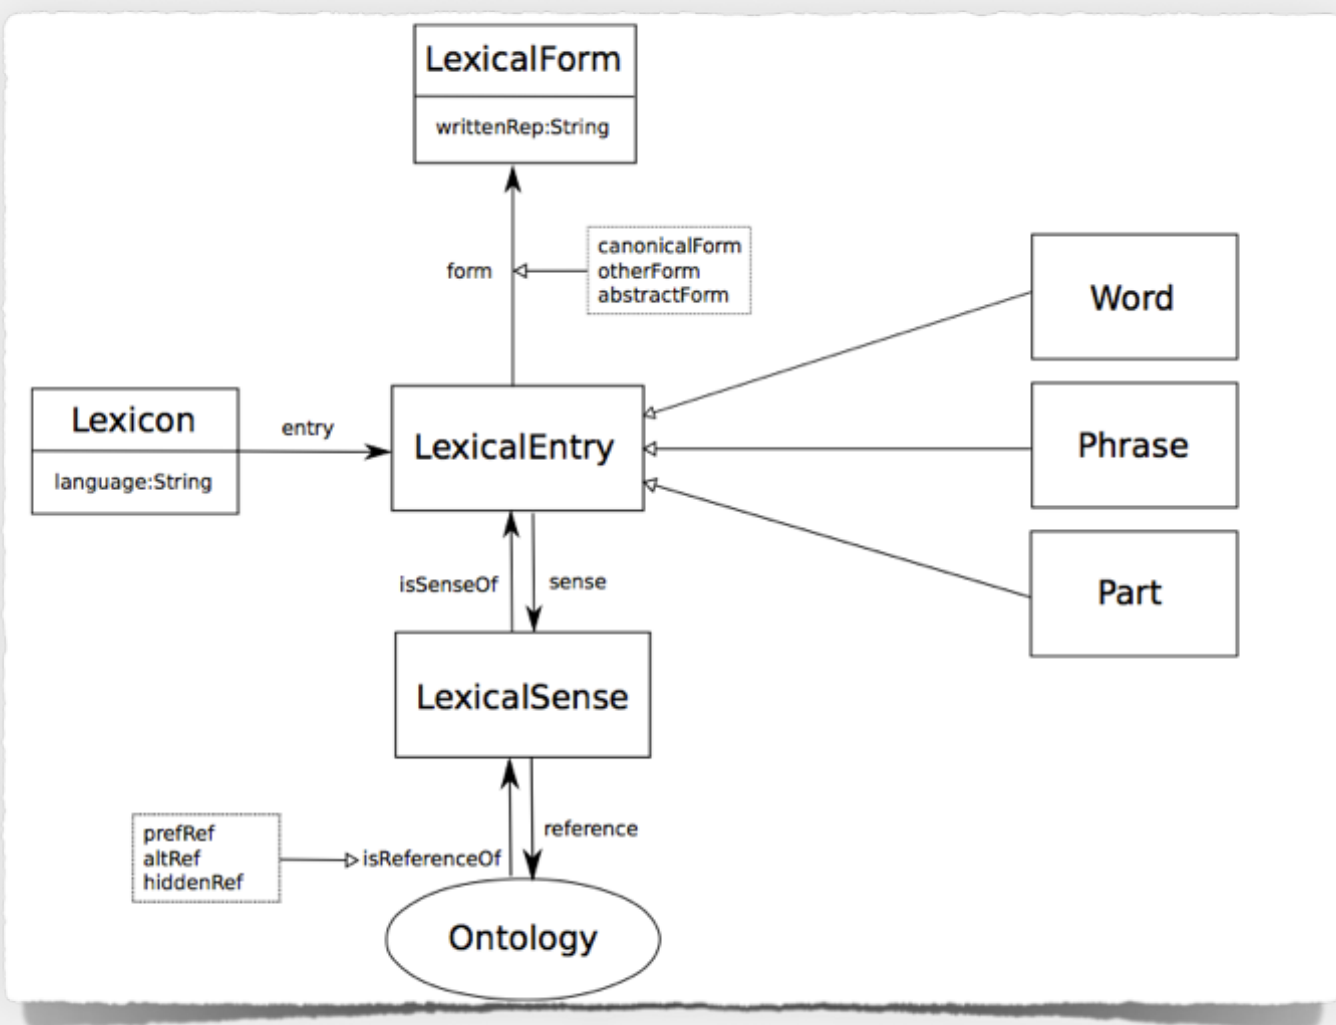 LexicalForm
writtenRep:String
form
canonicalForm
otherForm
abstractForm
Word
Lexicon
language:String
entry
LexicalEntry
Phrase
Part
isSenseOf
sense
LexicalSense
prefRef
altRef
hiddenRef
isReferenceOf
reference
Ontology